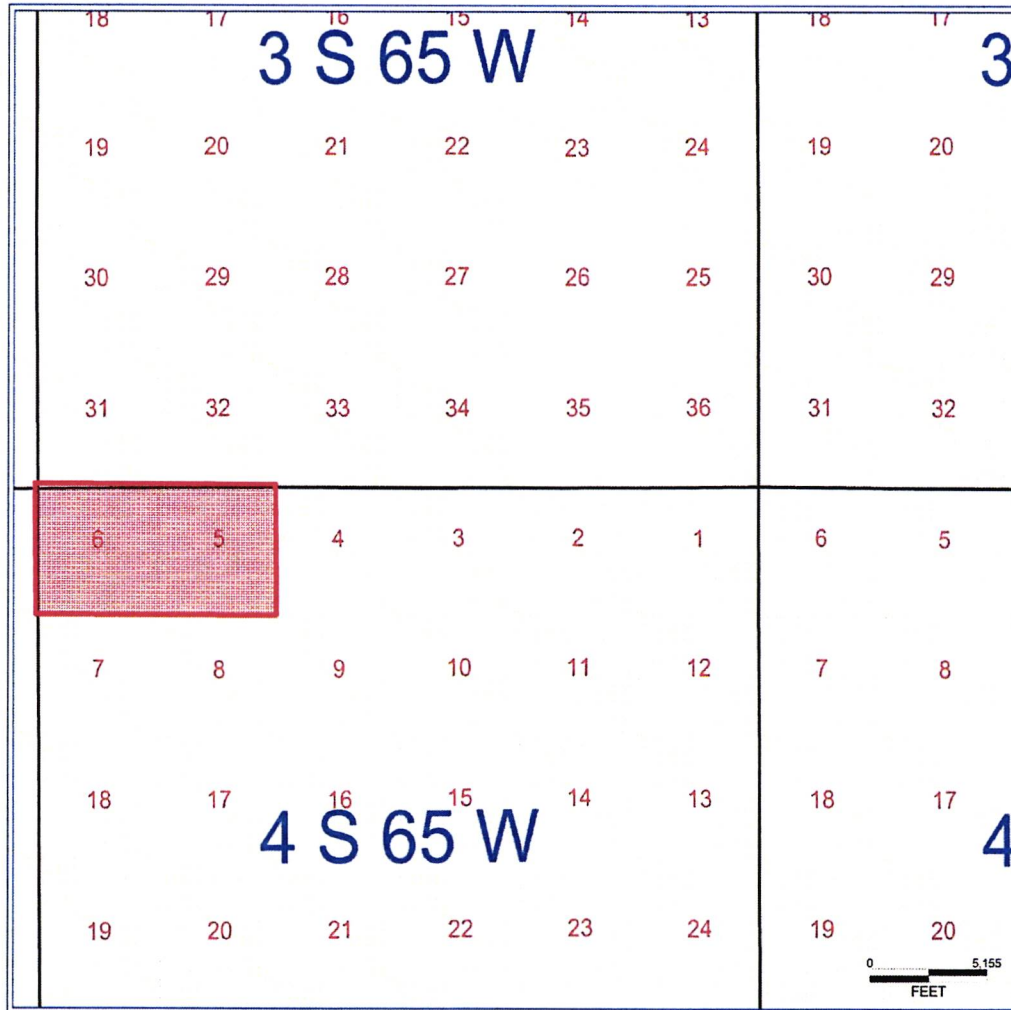 18 17 16 15 14 13 18 17
3 S 65 W 3
19 20 21 22 23 24 19 20
30 29 28 27 26 25 30 29
31 32 33 34 35 36 31 32
6 5 4 3 2 1 6 5
7 8 9 10 11 12 7 8
18 17 16 15 14 13 18 17
4 S 65 W 4
19 20 21 22 23 24 19 20
0 5,155
FEET